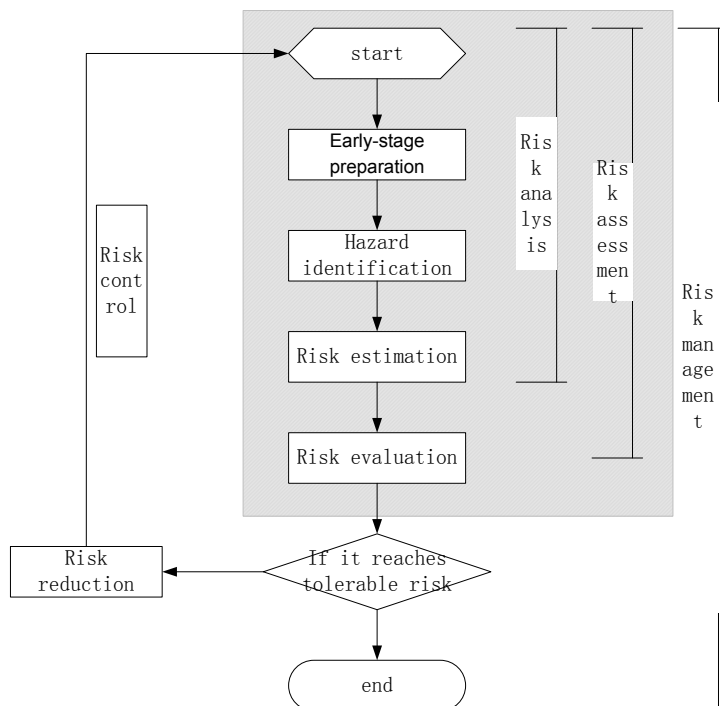 start
Early-stage
preparation
Hazard
identification
Risk estimation
Risk evaluation
If it reaches
tolerable risk
Risk
reduction
end
Risk
cont
rol
Ris
k
ana
lys
is
Ris
k
ass
ess
men
t
Ris
k
man
age
men
t